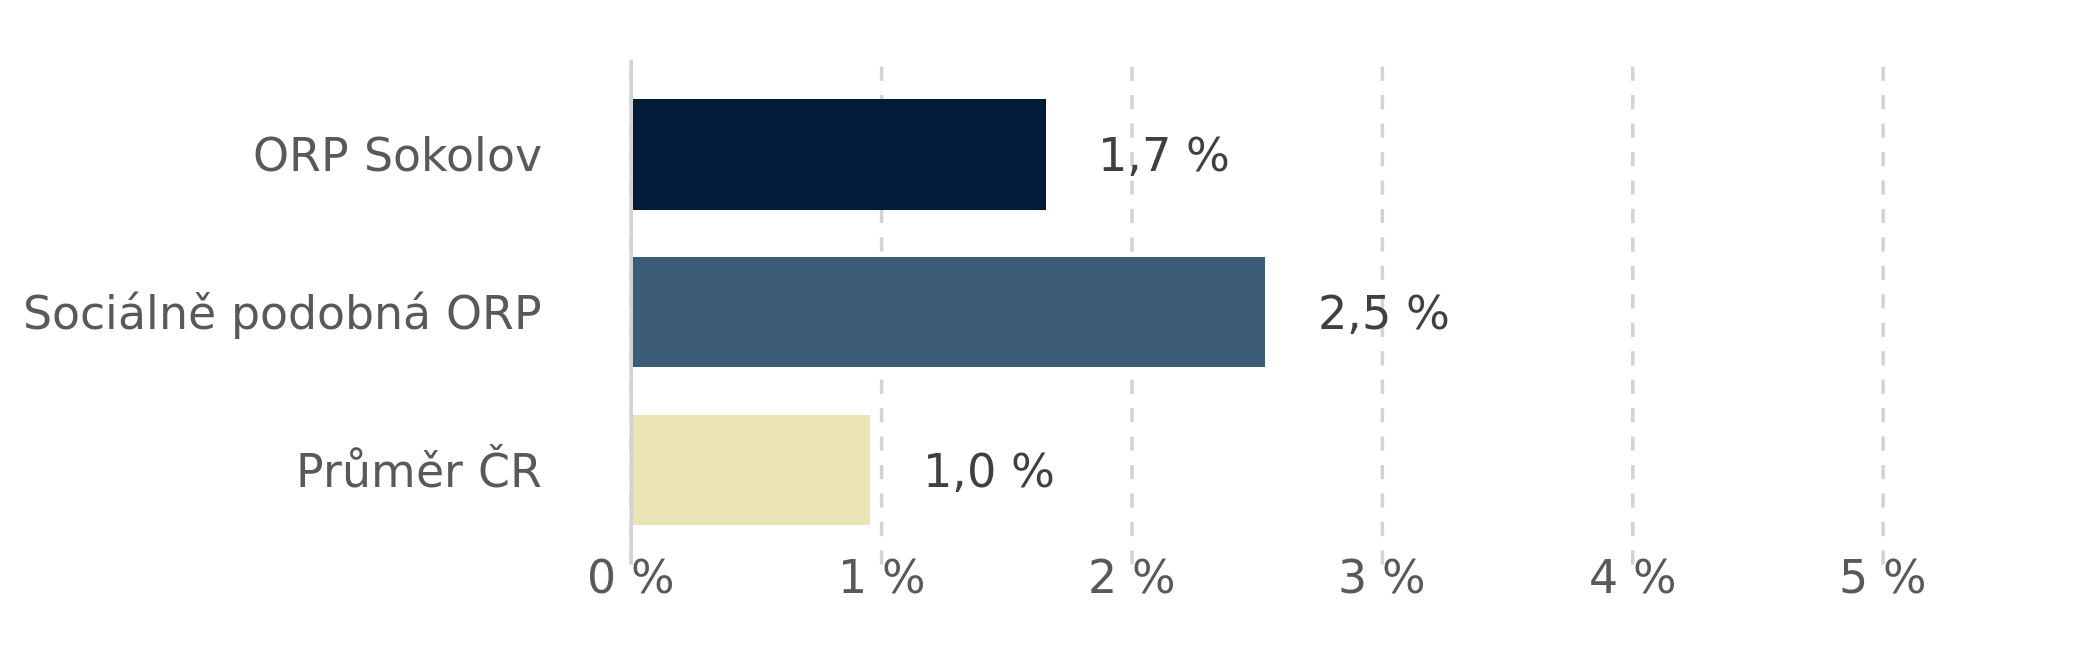 ORP Sokolov
1,7 %
Sociálně podobná ORP
2,5 %
Průměr ČR
1,0 %
0 % 1 % 2 % 3 % 4 % 5 %